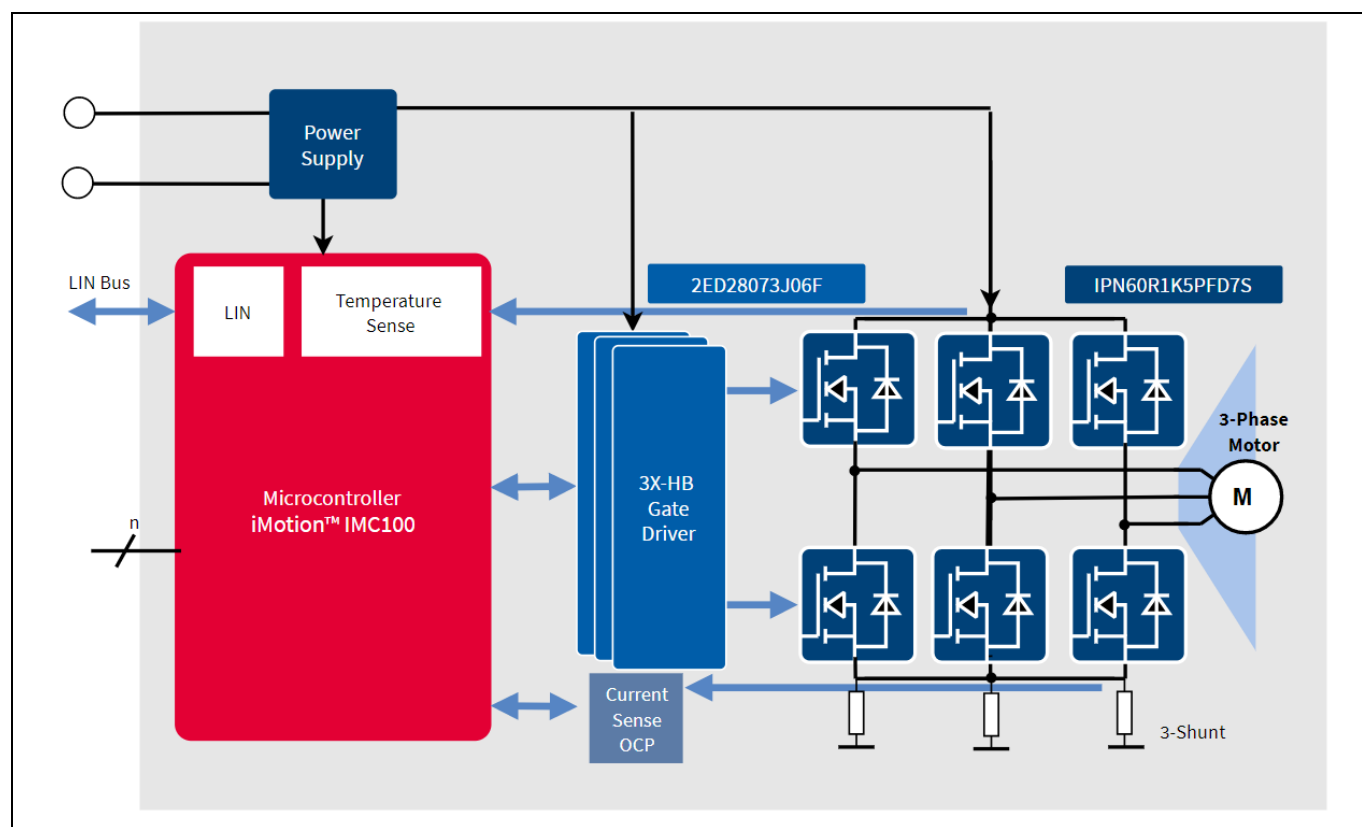 Power
Supply
LIN Bus
LIN
Temperature
Sense
2ED28073J06F
IPN60R1K5PFD7S
3-Phase
Motor
M
Microcontroller
iMotion™ IMC100
n
3X-HB
Gate
Driver
Current
Sense
OCP
3-Shunt